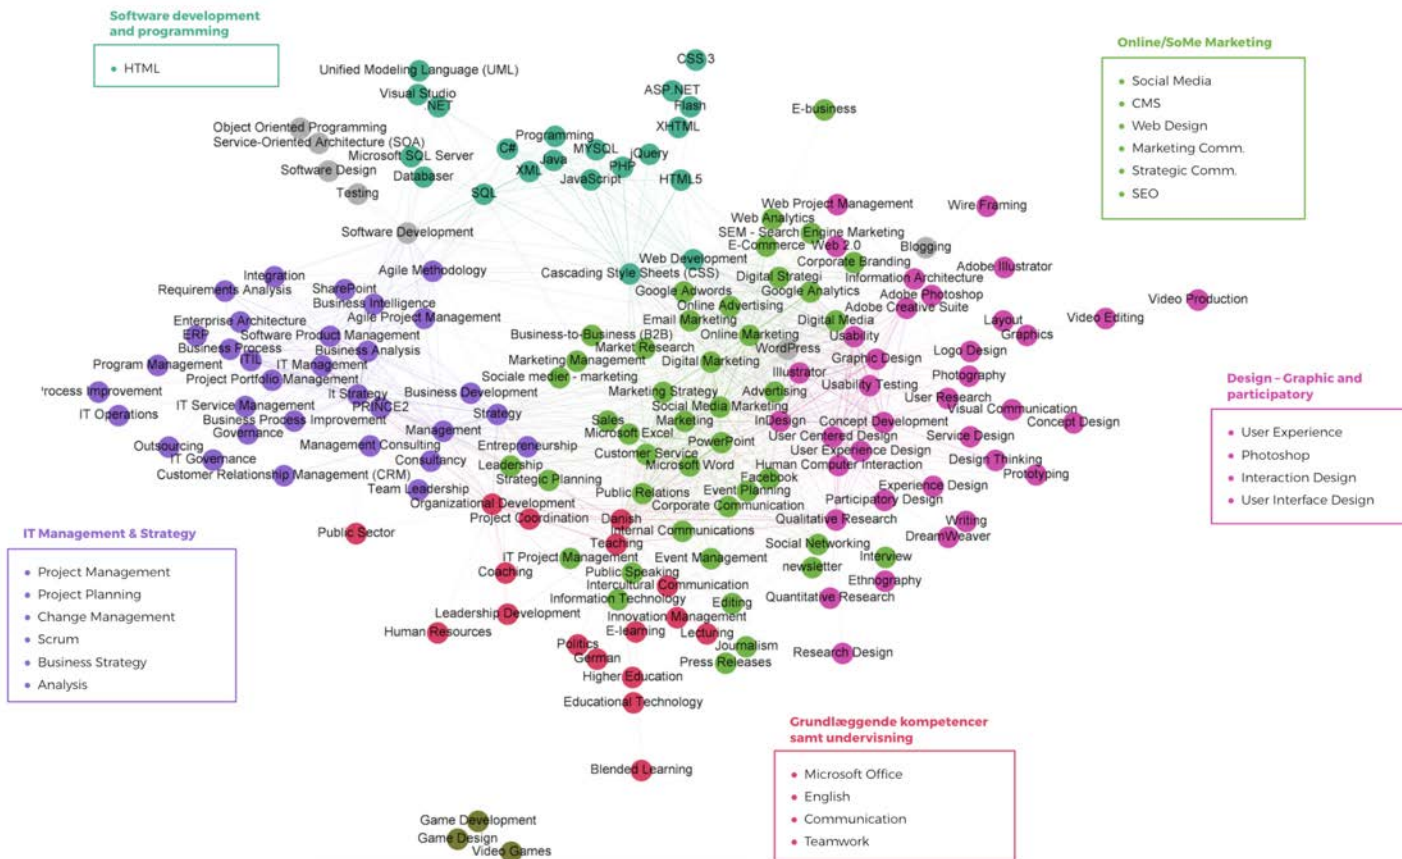 Software development
and programming
• HTML
Online/SoMe Marketing
• Social Media
• CMS
• Web Design
• Marketing Comm.
• Strategic Comm.
• SEO
CSS 3
Unified Modeling Language (UML)
Visual Studio
.NET
ASP.NET
Flash
E-business
Object Oriented Programming
Service-Oriented Architecture (SOA)
Microsoft SQL Server
Software Design
Databaser
Testing
XHTML
Programming
C#
MYSQL
jQuery
Java
PHP
XML
JavaScript
HTML5
SQL
Software Development
Web Project Management
Wire Framing
Web Analytics
SEM - Search Engine Marketing
E-Commerce
Web 2.0
Blogging
Web Development
Corporate Branding
Cascading Style Sheets (CSS)
Digital Strategi
Information Architecture
Adobe Illustrator
Agile Methodology
Integration
Requirements Analysis
SharePoint
Business Intelligence
Google Adwords
Google Analytics
Adobe Photoshop
Video Production
Online Advertising
Adobe Creative Suite
Agile Project Management
Enterprise Architecture
Email Marketing
Digital Media
Layout
Video Editing
ERP
Software Product Management
Business-to-Business (B2B)
Online Marketing
Usability
Graphics
Business Process
Business Analysis
Market Research
WordPress
Logo Design
ITIL
IT Management
Marketing Management
Digital Marketing
Graphic Design
Program Management
Project Portfolio Management
Sociale medier - marketing
Illustrator
Photography
Usability Testing
rocess Improvement
It Strategy
Business Development
Marketing Strategy
Advertising
User Research
IT Operations
IT Service Management
PRINCE2
Strategy
Social Media Marketing
Visual Communication
Business Process Improvement
Sales
Marketing
InDesign
Concept Development
Concept Design
Governance
Management
Microsoft Excel
User Centered Design
Service Design
Outsourcing
Management Consulting
Entrepreneurship
PowerPoint
User Experience Design
IT Governance
Consultancy
Customer Service
Design Thinking
Leadership
Microsoft Word
Human Computer Interaction
Customer Relationship Management (CRM)
Strategic Planning
Facebook
Prototyping
Team Leadership
Public Relations
Event Planning
Experience Design
Organizational Development
Corporate Communication
Participatory Design
Project Coordination
Danish
Qualitative Research
Writing
Public Sector
Internal Communications
DreamWeaver
Teaching
Social Networking
IT Project Management
Event Management
Interview
Coaching
Public Speaking
newsletter
Intercultural Communication
Ethnography
Information Technology
Editing
Quantitative Research
Leadership Development
Innovation Management
Human Resources
E-learning
Lecturing
Politics
Journalism
German
Press Releases
Research Design
Higher Education
Educational Technology
Blended Learning
Game Development
Game Design
Video Games
Design – Graphic and
participatory
• User Experience
• Photoshop
• Interaction Design
• User Interface Design
IT Management & Strategy
• Project Management
• Project Planning
• Change Management
• Scrum
• Business Strategy
• Analysis
Grundlæggende kompetencer
samt undervisning
• Microsoft Office
• English
• Communication
• Teamwork